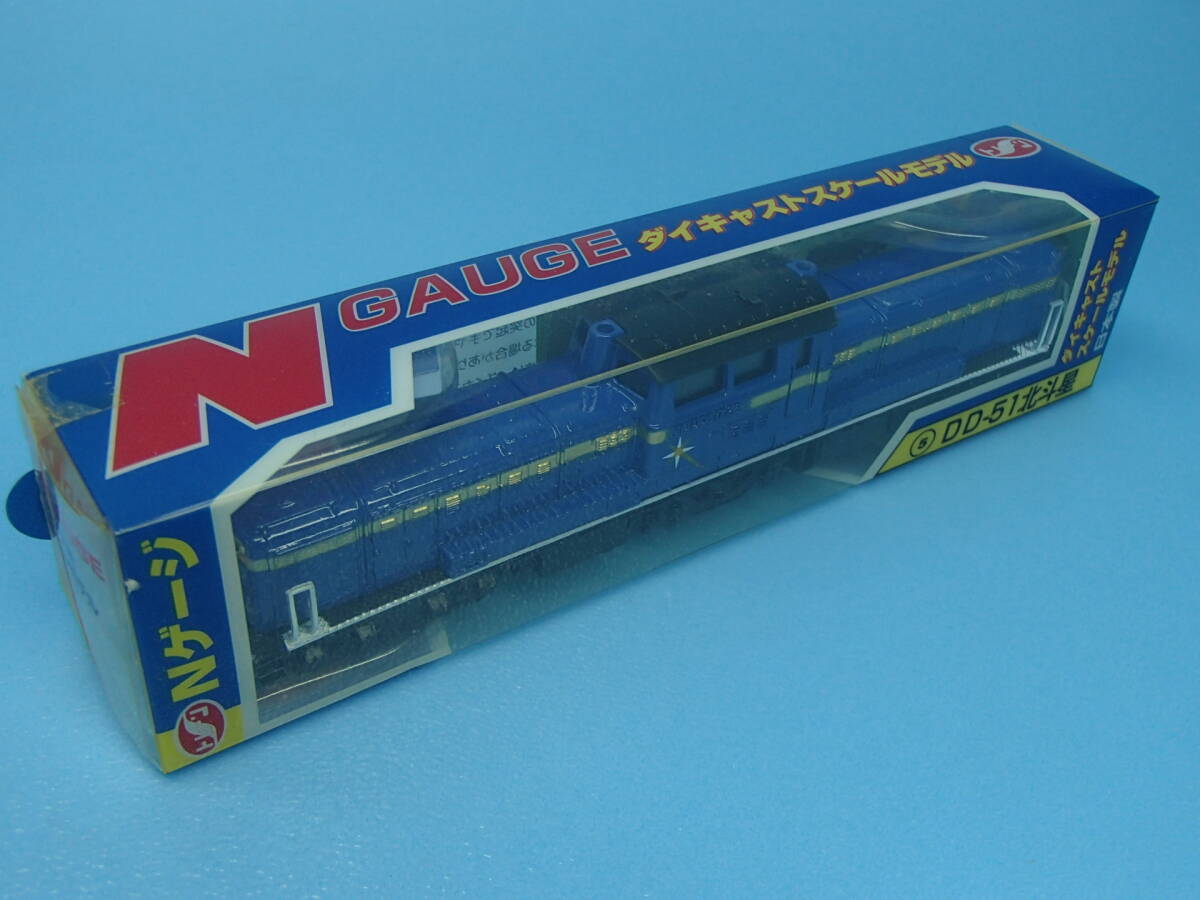 N GAUGE ダイキャストスケールモデル
Nゲージ
ダイキャスト
スケールモデル
日本製
⑤ DD-51北斗星